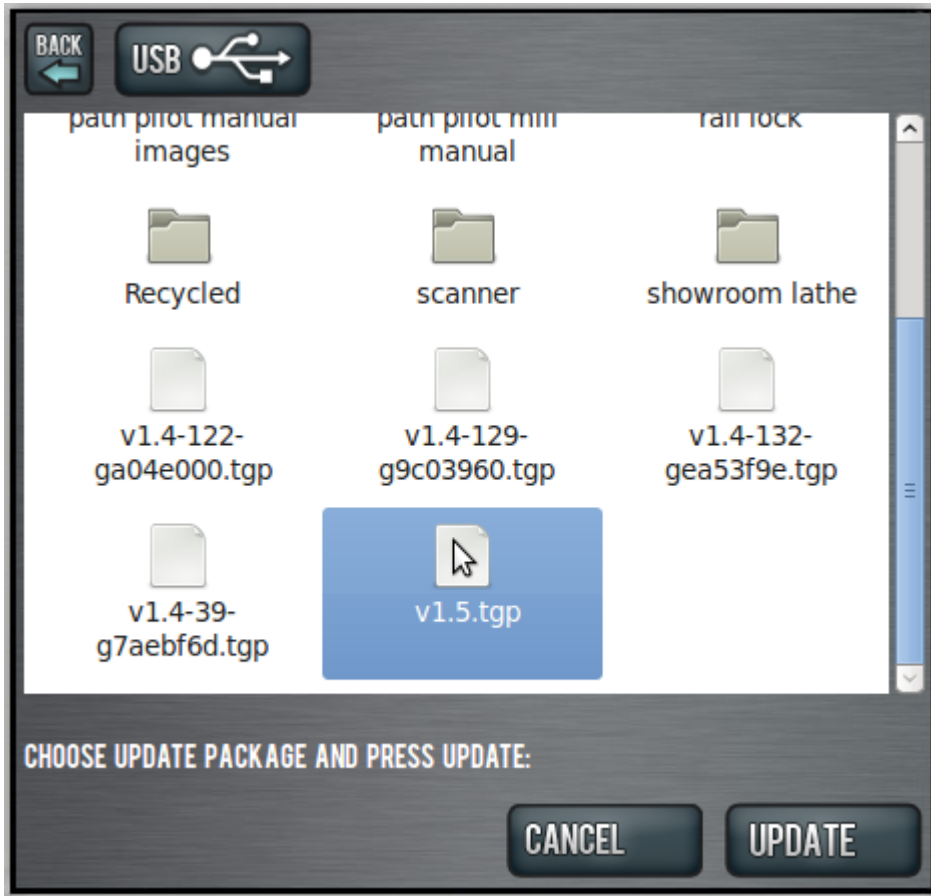 BACK
USB
path pilot manual
images
path pilot mill
manual
rail lock
Recycled
scanner
showroom lathe
v1.4-122-
ga04e000.tgp
v1.4-129-
g9c03960.tgp
v1.4-132-
gea53f9e.tgp
v1.4-39-
g7aebf6d.tgp
v1.5.tgp
CHOOSE UPDATE PACKAGE AND PRESS UPDATE:
CANCEL
UPDATE